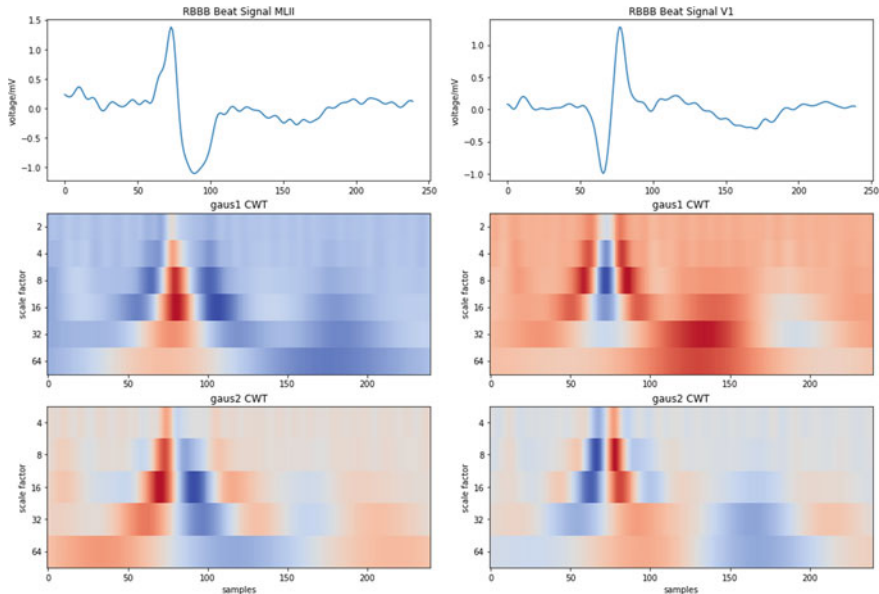 RBBB Beat Signal MLII
voltage/mV
1.5
1.0
0.5
0.0
-0.5
-1.0
0 50 100 150 200 250
RBBB Beat Signal V1
voltage/mV
1.0
0.5
0.0
-0.5
-1.0
0 50 100 150 200 250
gaus1 CWT
scale factor
2
4
8
16
32
64
0 50 100 150 200
gaus1 CWT
scale factor
2
4
8
16
32
64
0 50 100 150 200
gaus2 CWT
scale factor
4
8
16
32
64
0 50 100 150 200
samples
gaus2 CWT
scale factor
4
8
16
32
64
0 50 100 150 200
samples